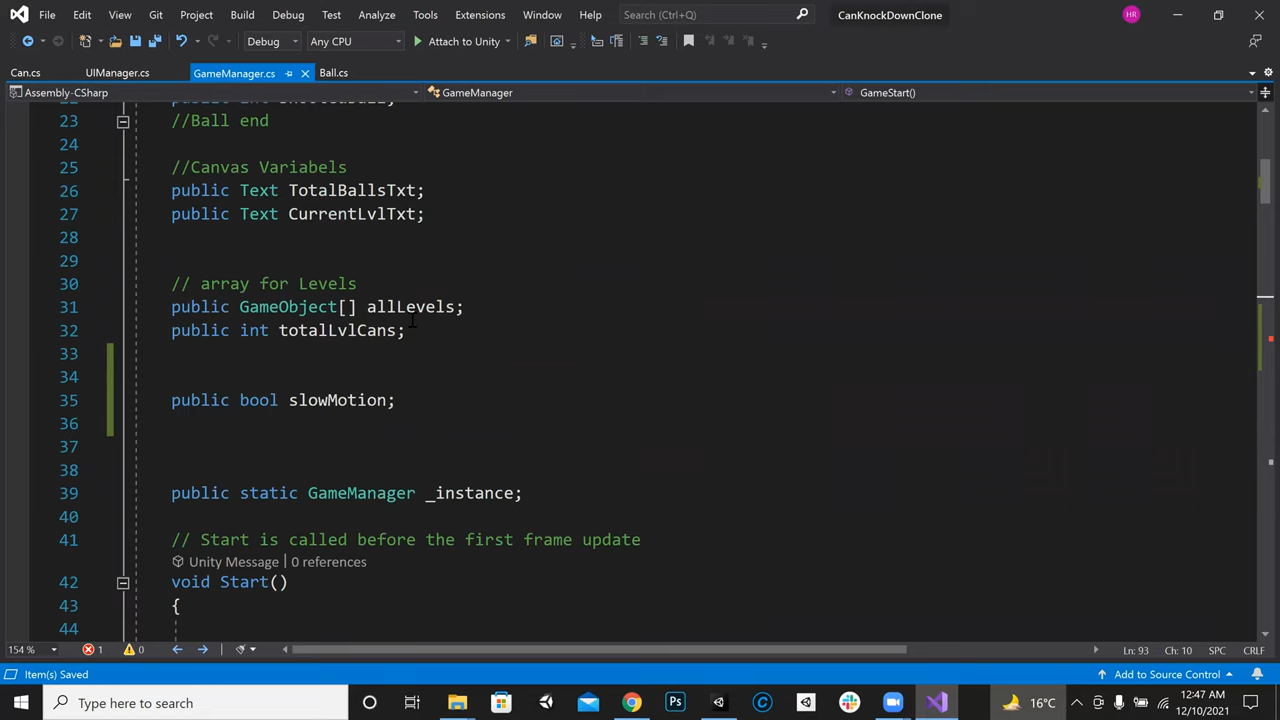 File Edit View Git Project Build Debug Test Analyze Tools Extensions Window Help Search (Ctrl+Q) CanKnockDownClone HR
Debug Any CPU Attach to Unity
Can.cs UIManager.cs GameManager.cs Ball.cs
Assembly-CSharp GameManager GameStart()
23 //Ball end
24
25 //Canvas Variabels
26 public Text TotalBallsTxt;
27 public Text CurrentLvlTxt;
28
29
30 // array for Levels
31 public GameObject[] allLevels;
32 public int totalLvlCans;
33
34
35 public bool slowMotion;
36
37
38
39 public static GameManager _instance;
40
41 // Start is called before the first frame update
Unity Message | 0 references
42 void Start()
43 {
44
154 % 1 0 Ln: 93 Ch: 10 SPC CRLF
Item(s) Saved Add to Source Control
Type here to search 16°C 12:47 AM
12/10/2021